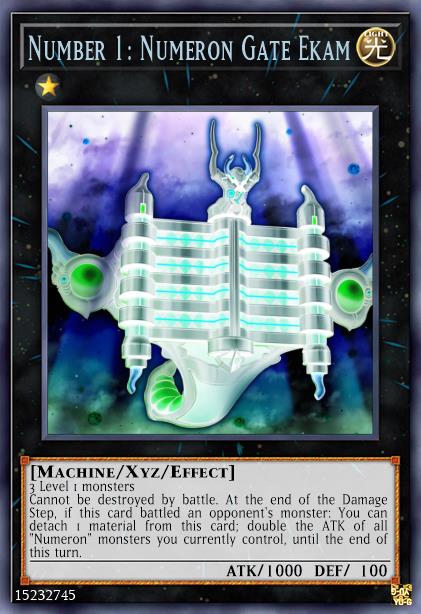 Number 1: Numeron Gate Ekam
LIGHT
光
[Machine/Xyz/Effect]
3 Level 1 monsters
Cannot be destroyed by battle. At the end of the Damage
Step, if this card battled an opponent's monster: You can
detach 1 material from this card; double the ATK of all
"Numeron" monsters you currently control, until the end of
this turn.
ATK/1000 DEF/ 100
15232745